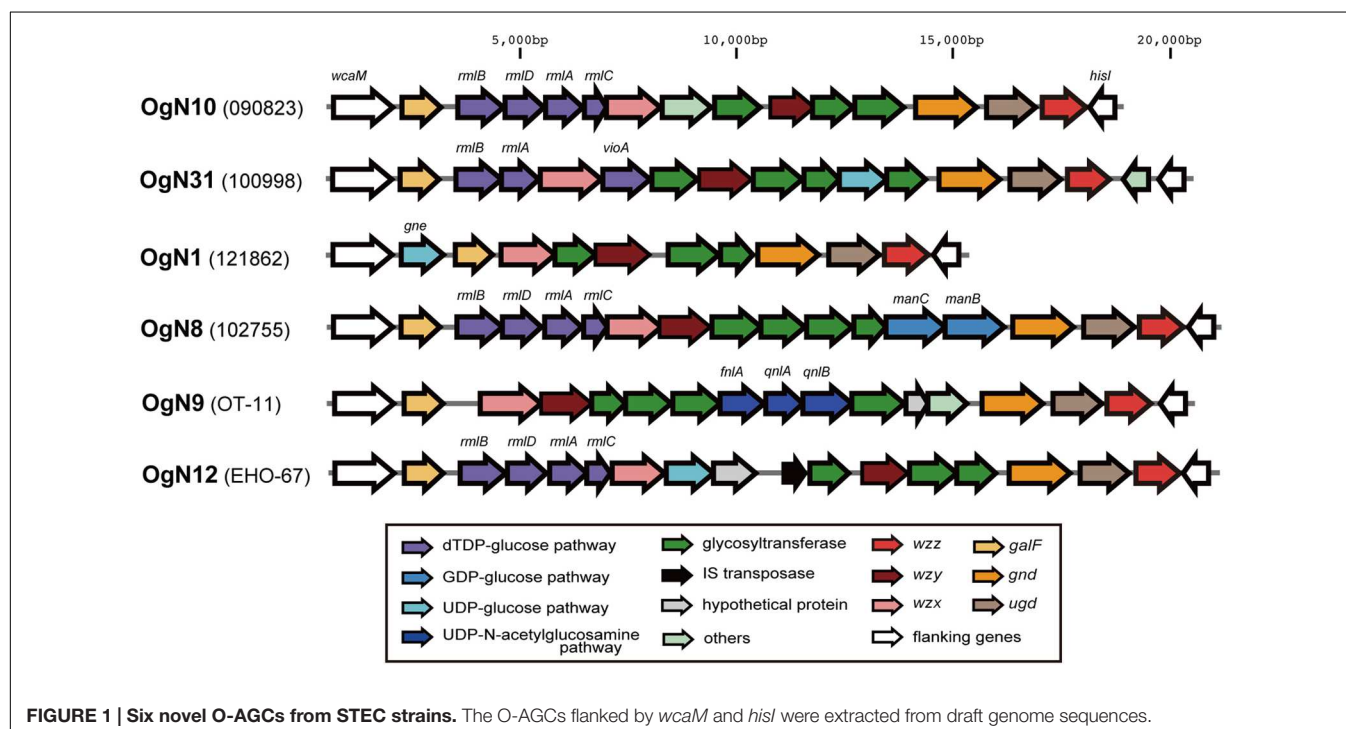 5,000bp 10,000bp 15,000bp 20,000bp
wcaM rmlB rmlD rmlA rmlC hisI
OgN10 (090823)
rmlB rmlA vioA
OgN31 (100998)
gne
OgN1 (121862)
rmlB rmlD rmlA rmlC manC manB
OgN8 (102755)
fnlA qnlA qnlB
OgN9 (OT-11)
rmlB rmlD rmlA rmlC
OgN12 (EHO-67)
dTDP-glucose pathway
GDP-glucose pathway
UDP-glucose pathway
UDP-N-acetylglucosamine
pathway
glycosyltransferase
IS transposase
hypothetical protein
others
wzz
wzy
wzx
galF
gnd
ugd
flanking genes
FIGURE 1 | Six novel O-AGCs from STEC strains. The O-AGCs flanked by wcaM and hisI were extracted from draft genome sequences.